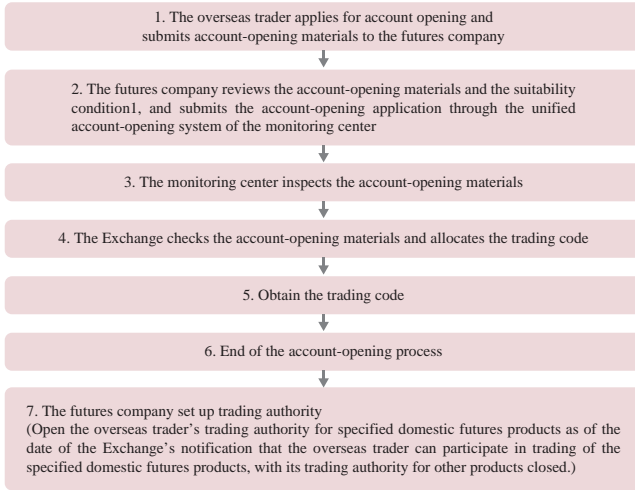 1. The overseas trader applies for account opening and
submits account-opening materials to the futures company
2. The futures company reviews the account-opening materials and the suitability
condition1, and submits the account-opening application through the unified
account-opening system of the monitoring center
3. The monitoring center inspects the account-opening materials
4. The Exchange checks the account-opening materials and allocates the trading code
5. Obtain the trading code
6. End of the account-opening process
7. The futures company set up trading authority
(Open the overseas trader's trading authority for specified domestic futures products as of the
date of the Exchange's notification that the overseas trader can participate in trading of the
specified domestic futures products, with its trading authority for other products closed.)